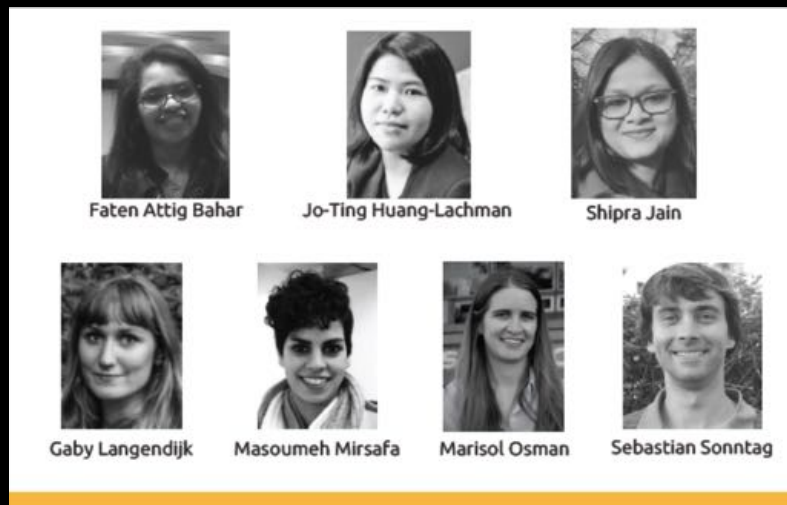 Faten Attig Bahar
Jo-Ting Huang-Lachman
Shipra Jain
Gaby Langendijk
Masoumeh Mirsafa
Marisol Osman
Sebastian Sonntag